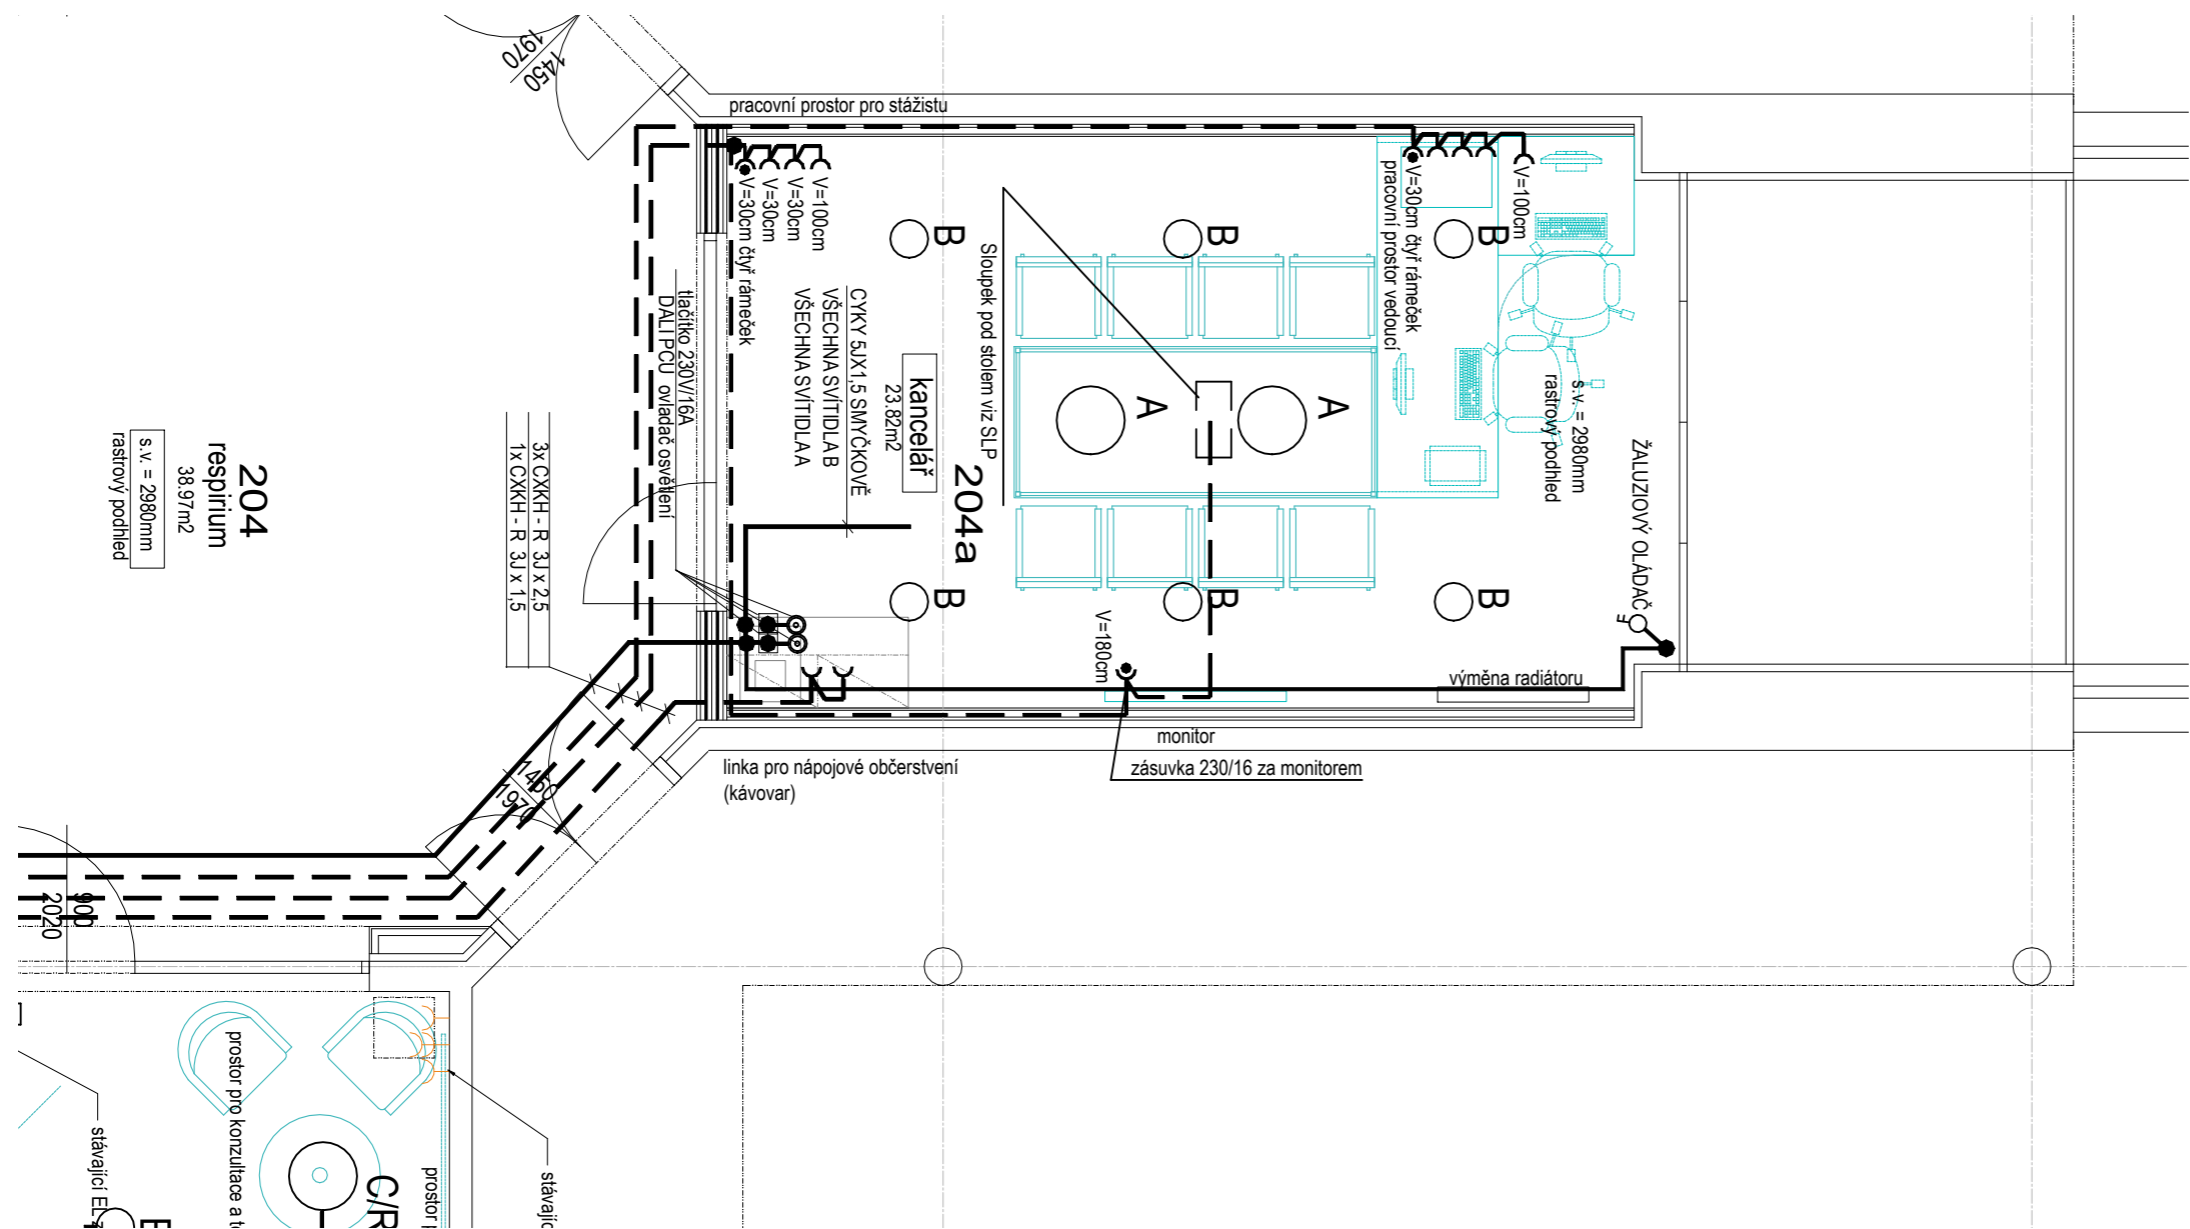 1450
1970
pracovní prostor pro stážistu
V=30cm čtyř rámeček
V=30cm
V=30cm
V=100cm
V=30cm čtyř rámeček
pracovní prostor vedoucí
V=100cm
B
B
B
Sloupek pod stolem viz SLP
CYKY 5JX1,5 SMYČKOVĚ
VŠECHNA SVÍTIDLA B
VŠECHNA SVÍTIDLA A
tlačítko 230V/16A
DALI PCU ovladač osvětlení
kancelář
23.82m2
204a
A
A
s.v. = 2980mm
rastrový podhled
ŽALUZIOVÝ OLÁDAČ
3x CXKH - R 3J x 2,5
1x CXKH - R 3J x 1,5
204
respirium
38.97m2
s.v. = 2980mm
rastrový podhled
B
B
B
V=180cm
výměna radiátoru
monitor
zásuvka 230/16 za monitorem
linka pro nápojové občerstvení
(kávovar)
1450
1970
900
2020
prostor pro konzultace a
stávající
C/R
prostor